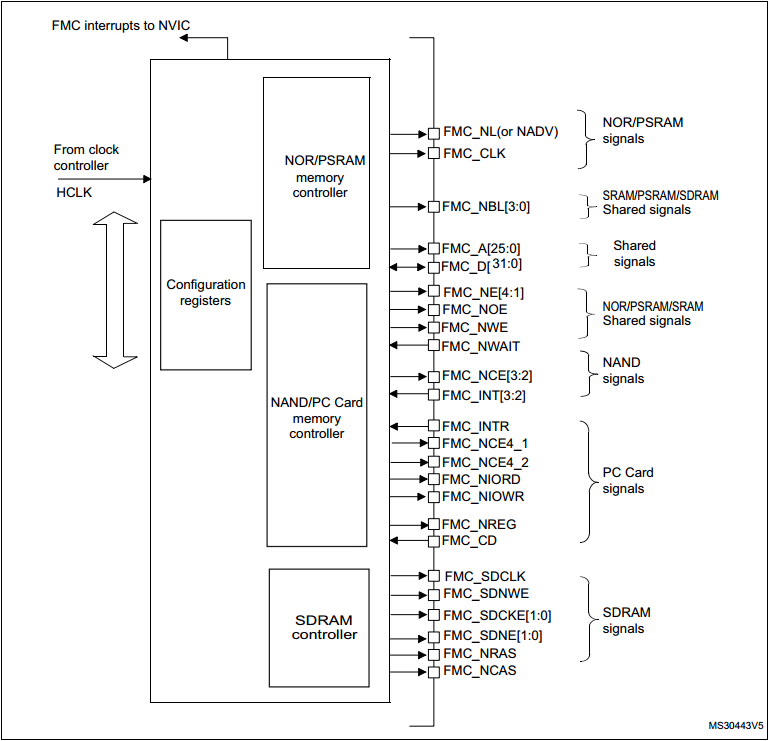 FMC interrupts to NVIC
From clock
controller
HCLK
Configuration
registers
NOR/PSRAM
memory
controller
NAND/PC Card
memory
controller
SDRAM
controller
FMC_NL(or NADV)
FMC_CLK
FMC_NBL[3:0]
FMC_A[25:0]
FMC_D[31:0]
FMC_NE[4:1]
FMC_NOE
FMC_NWE
FMC_NWAIT
FMC_NCE[3:2]
FMC_INT[3:2]
FMC_INTR
FMC_NCE4_1
FMC_NCE4_2
FMC_NIORD
FMC_NIOWR
FMC_NREG
FMC_CD
FMC_SDCLK
FMC_SDNWE
FMC_SDCKE[1:0]
FMC_SDNE[1:0]
FMC_NRAS
FMC_NCAS
NOR/PSRAM
signals
SRAM/PSRAM/SDRAM
Shared signals
Shared
signals
NOR/PSRAM/SRAM
Shared signals
NAND
signals
PC Card
signals
SDRAM
signals
MS30443V5